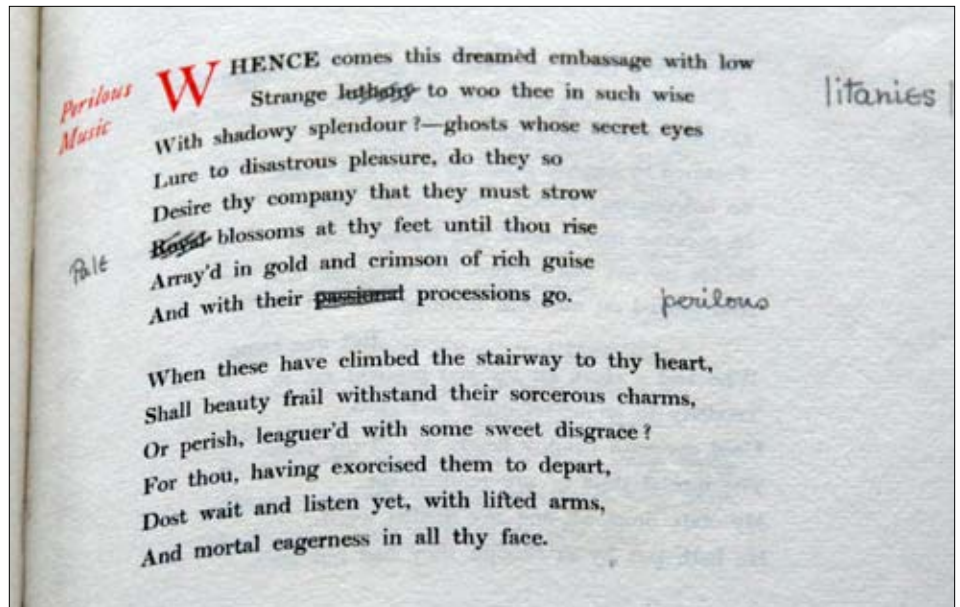 Perilous
Music
WHENCE comes this dreamèd embassage with low
Strange to woo thee in such wise
litanies
With shadowy splendour?—ghosts whose secret eyes
Lure to disastrous pleasure, do they so
Desire thy company that they must strow
Royal blossoms at thy feet until thou rise
Pale
Array'd in gold and crimson of rich guise
And with their passional processions go.
perilous
When these have climbed the stairway to thy heart,
Shall beauty frail withstand their sorcerous charms,
Or perish, leaguer'd with some sweet disgrace?
For thou, having exorcised them to depart,
Dost wait and listen yet, with lifted arms,
And mortal eagerness in all thy face.